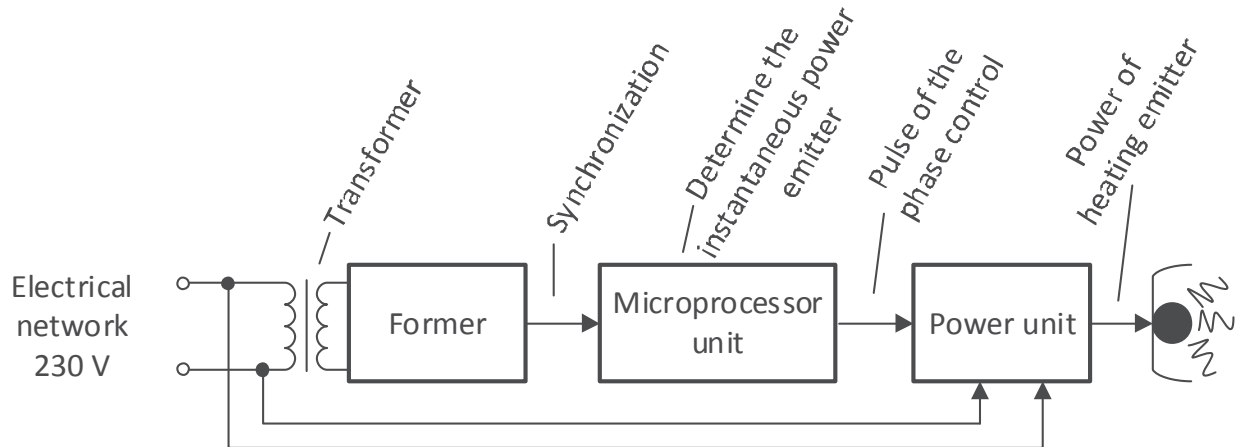 Transformer
Synchronization
Determine the
instantaneous power
emitter
Pulse of the
phase control
Power of
heating emitter
Electrical
network
230 V
Former
Microprocessor
unit
Power unit